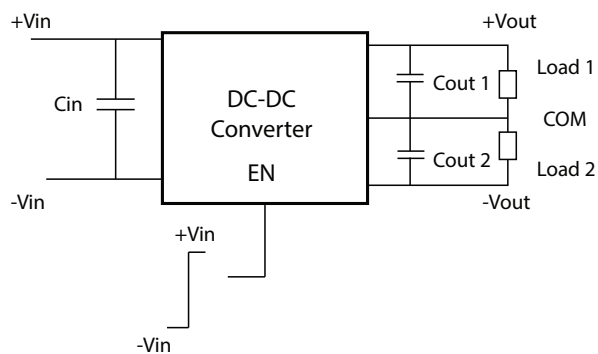 +Vin
+Vout
Load 1
DC-DC
Cout 1
Cin
Converter
COM
EN
Cout 2
Load 2
-Vin
-Vout
+Vin
-Vin